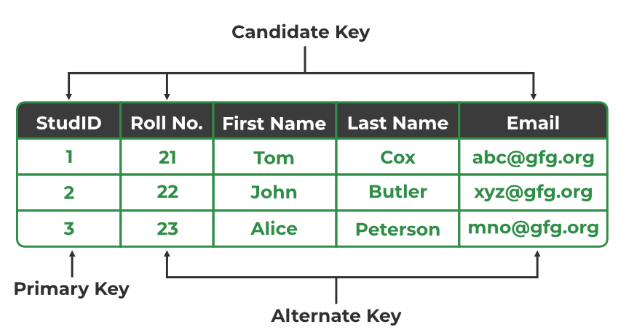 Candidate Key
StudID Roll No. First Name Last Name Email
1 21 Tom Cox abc@gfg.org
2 22 John Butler xyz@gfg.org
3 23 Alice Peterson mno@gfg.org
Primary Key
Alternate Key